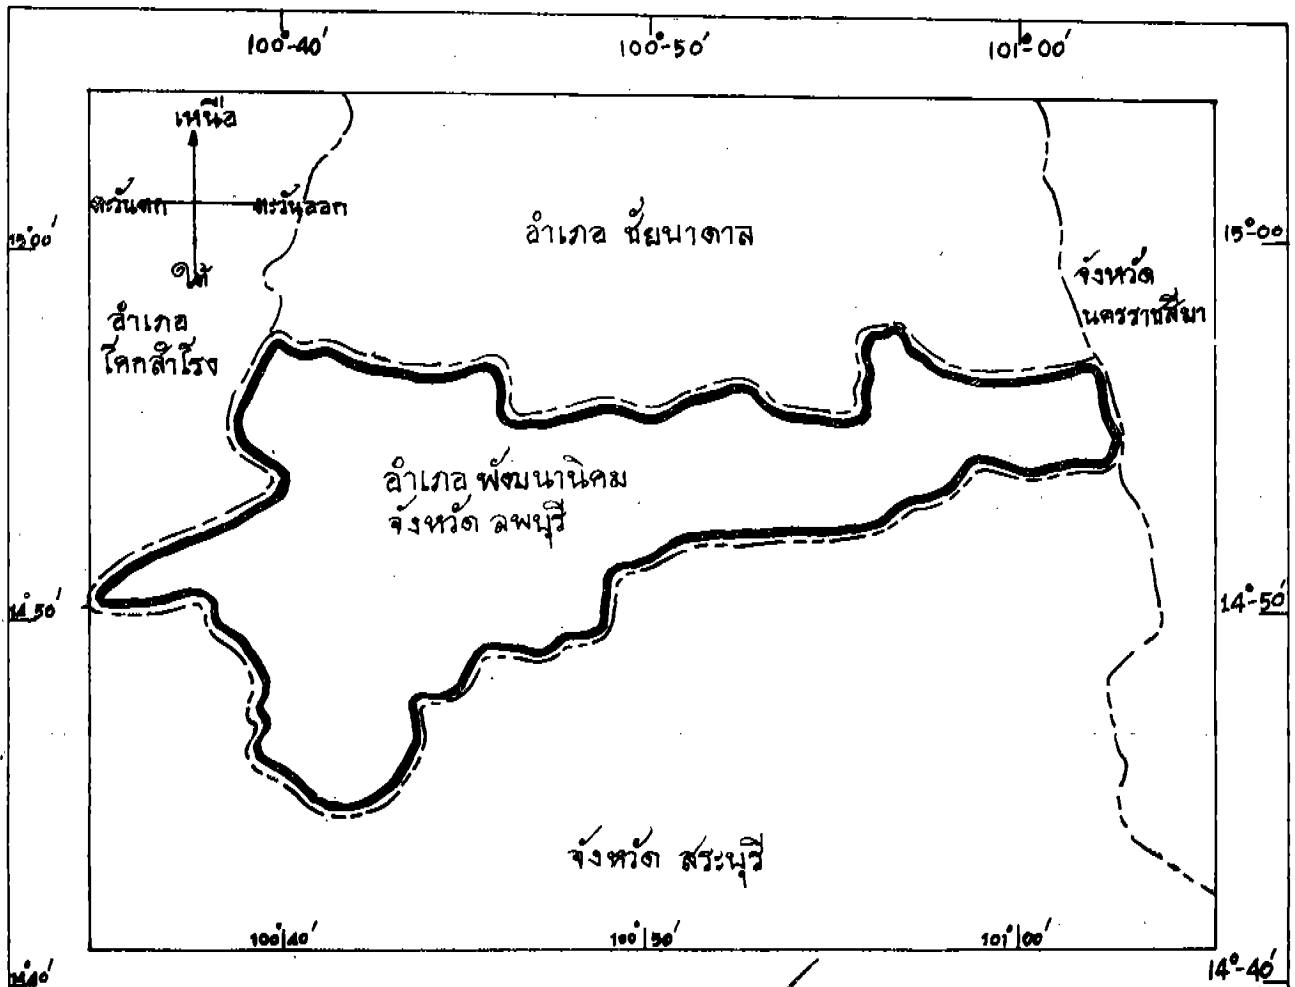 100°-40' 100°-50' 101°-00'
เหนือ
ตะวันตก ตะวันออก
ใต้
อำเภอ ชัยบาดาล
15°00' 15°-00
จังหวัด
นครราชสีมา
อำเภอ
โคกสำโรง
อำเภอ พัฒนานิคม
จังหวัด ลพบุรี
14°50' 14°-50'
จังหวัด สระบุรี
100°40' 100°50' 101°00'
14°40' 14°-40'